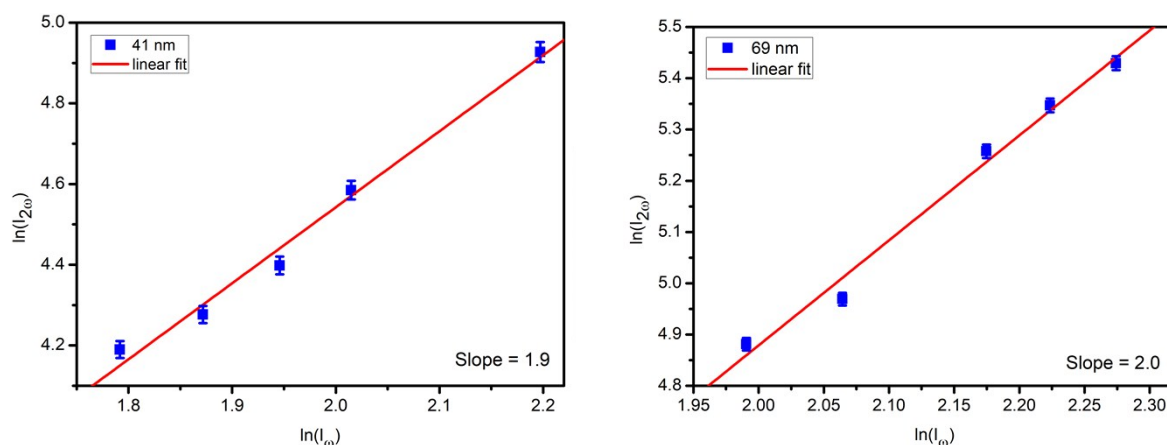 5.0
4.8
4.6
4.4
4.2
ln(I2ω)
41 nm
linear fit
Slope = 1.9
1.8 1.9 2.0 2.1 2.2
ln(Iω)
5.5
5.4
5.3
5.2
5.1
5.0
4.9
4.8
ln(I2ω)
69 nm
linear fit
Slope = 2.0
1.95 2.00 2.05 2.10 2.15 2.20 2.25 2.30
ln(Iω)